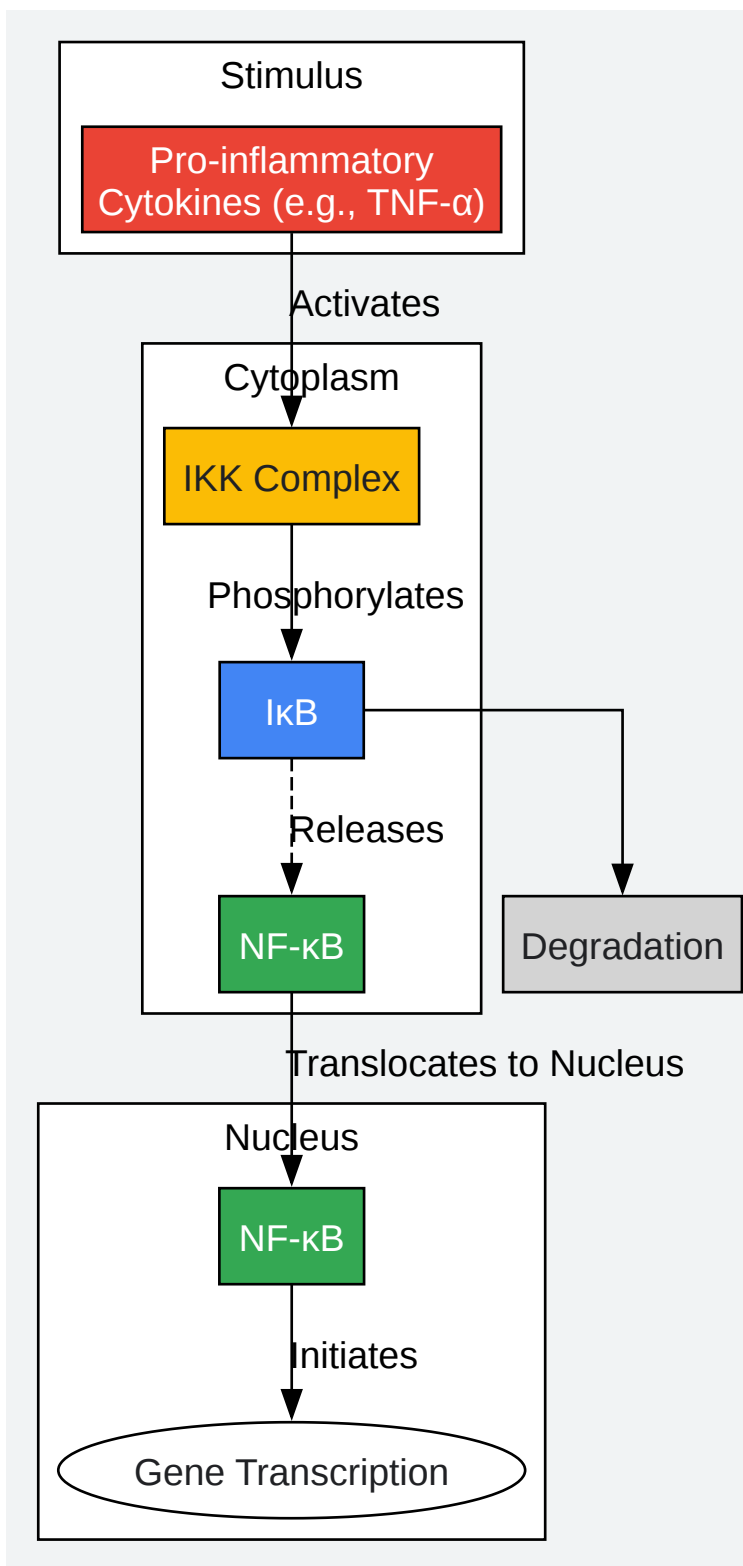 Stimulus
Pro-inflammatory
Cytokines (e.g., TNF-α)
Activates
Cytoplasm
IKK Complex
Phosphorylates
IκB
Releases
NF-κB
Degradation
Translocates to Nucleus
Nucleus
NF-κB
Initiates
Gene Transcription